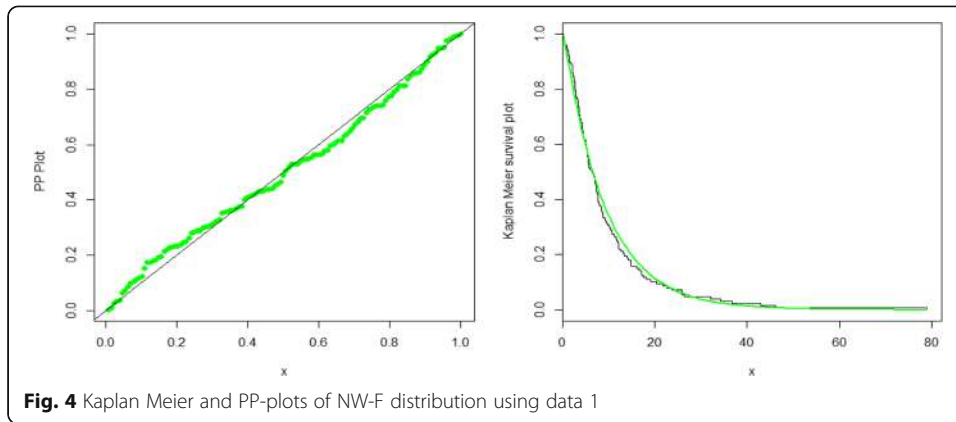 PP Plot
1.0
0.8
0.6
0.4
0.2
0.0
0.0 0.2 0.4 0.6 0.8 1.0
x
Kaplan Meier survival plot
1.0
0.8
0.6
0.4
0.2
0.0
0 20 40 60 80
x
Fig. 4 Kaplan Meier and PP-plots of NW-F distribution using data 1